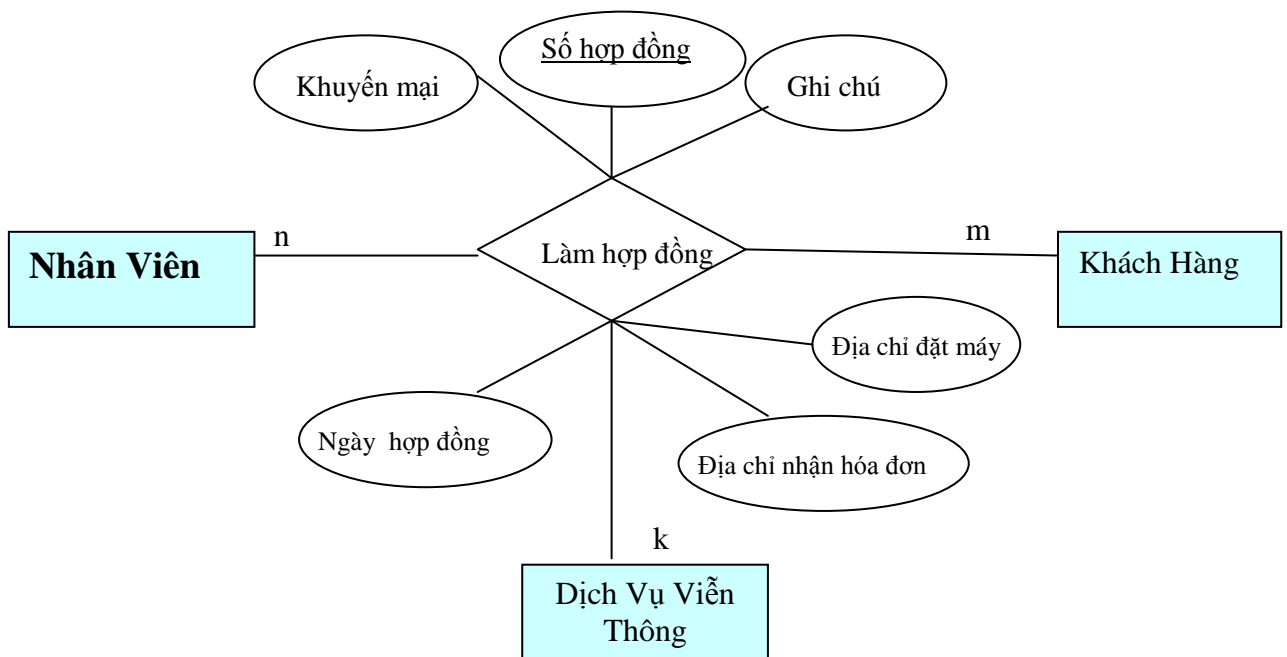 Số hợp đồng
Khuyến mại
Ghi chú
n
m
Nhân Viên
Làm hợp đồng
Khách Hàng
Địa chỉ đặt máy
Ngày hợp đồng
Địa chỉ nhận hóa đơn
k
Dịch Vụ Viễn
Thông